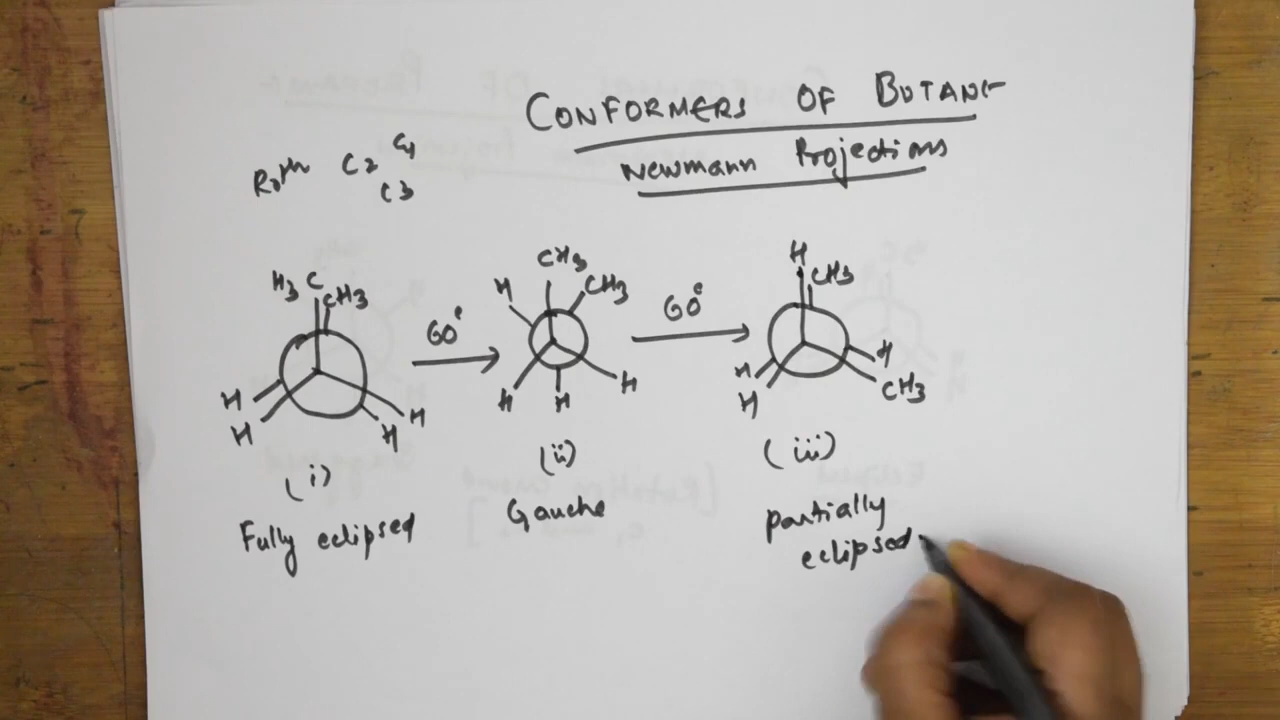 CONFORMERS OF BUTANE
Newmann Projections
Rotn C2
C3
H3C
CH3
H
H
H
H
60°
CH3
CH3
H
H
H
H
60°
H
CH3
H
H
H
CH3
(i)
(ii)
(iii)
Fully eclipsed
Gauche
partially
eclipsed